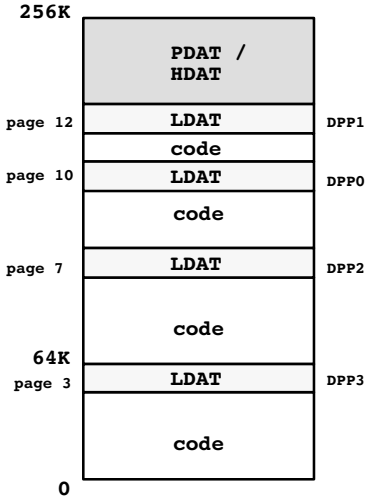 256K
PDAT /
HDAT
page 12 LDAT DPP1
code
page 10 LDAT DPP0
code
page 7 LDAT DPP2
code
64K
page 3 LDAT DPP3
code
0